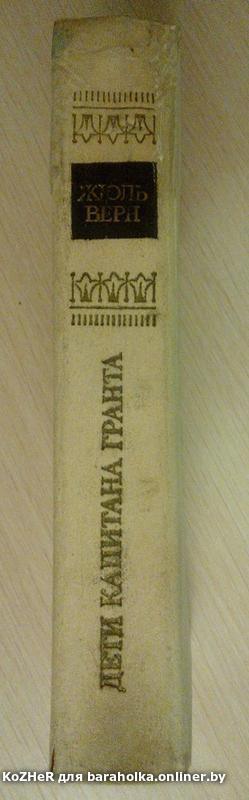 ЖЮЛЬ
ВЕРН
ДЕТИ КАПИТАНА ГРАНТА
KoZHeR для baraholka.onliner.by